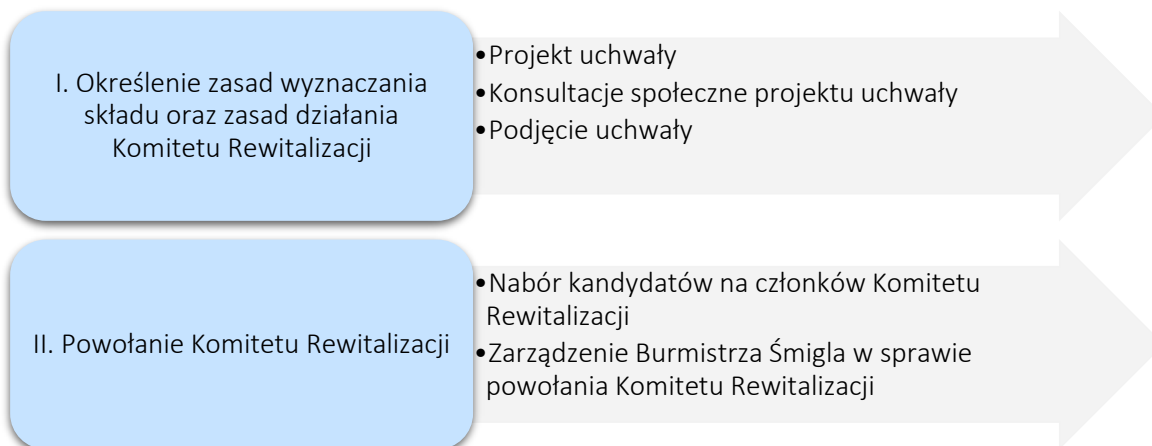 I. Określenie zasad wyznaczania
składu oraz zasad działania
Komitetu Rewitalizacji
•Projekt uchwały
•Konsultacje społeczne projektu uchwały
•Podjęcie uchwały
II. Powołanie Komitetu Rewitalizacji
•Nabór kandydatów na członków Komitetu
Rewitalizacji
•Zarządzenie Burmistrza Śmigla w sprawie
powołania Komitetu Rewitalizacji